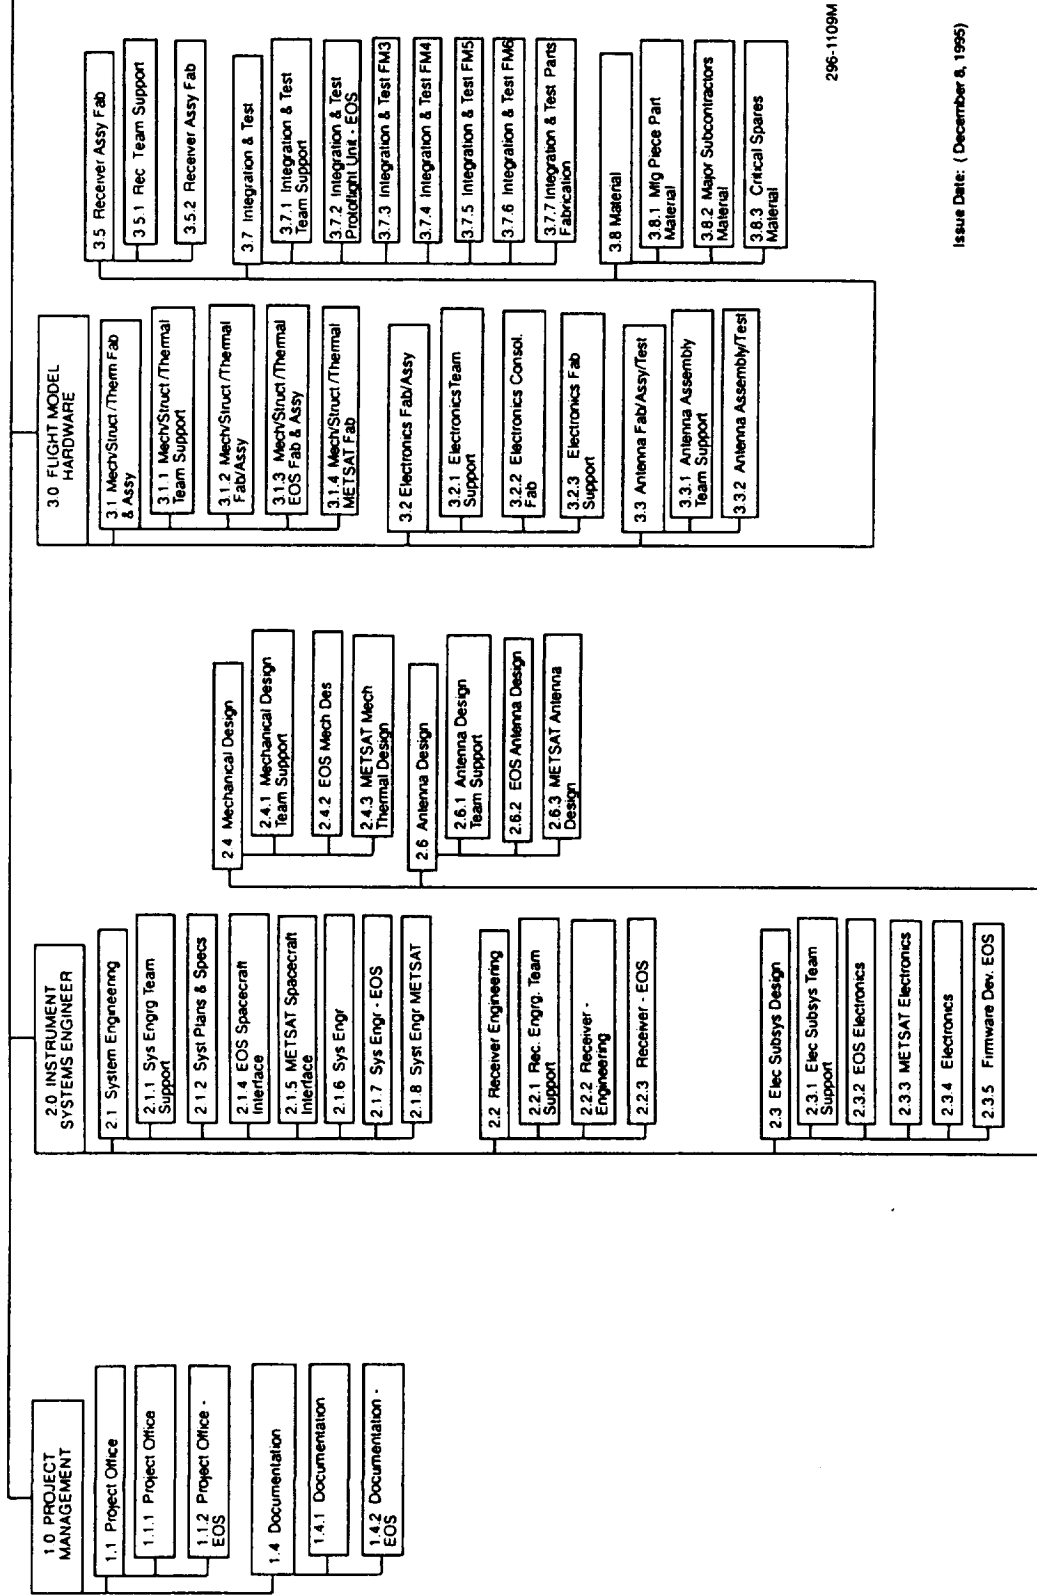 1.0 PROJECT
MANAGEMENT
1.1 Project Office
1.1.1 Project Office
1.1.2 Project Office -
EOS
1.4 Documentation
1.4.1 Documentation
1.4.2 Documentation -
EOS
2.0 INSTRUMENT
SYSTEMS ENGINEER
2.1 System Engineering
2.1.1 Sys Engrg Team
Support
2.1.2 Syst Plans & Specs
2.1.4 EOS Spacecraft
Interface
2.1.5 METSAT Spacecraft
Interface
2.1.6 Sys Engr
2.1.7 Sys Engr - EOS
2.1.8 Syst Engr METSAT
2.2 Receiver Engineering
2.2.1 Rec. Engrg. Team
Support
2.2.2 Receiver -
Engineering
2.2.3 Receiver - EOS
2.3 Elec Subsys Design
2.3.1 Elec Subsys Team
Support
2.3.2 EOS Electronics
2.3.3 METSAT Electronics
2.3.4 Electronics
2.3.5 Firmware Dev. EOS
2.4 Mechanical Design
2.4.1 Mechanical Design
Team Support
2.4.2 EOS Mech Des
2.4.3 METSAT Mech
Thermal Design
2.6 Antenna Design
2.6.1 Antenna Design
Team Support
2.6.2 EOS Antenna Design
2.6.3 METSAT Antenna
Design
3.0 FLIGHT MODEL
HARDWARE
3.1 Mech/Struct /Therm Fab
& Assy
3.1.1 Mech/Struct /Thermal
Team Support
3.1.2 Mech/Struct /Thermal
Fab/Assy
3.1.3 Mech/Struct /Thermal
EOS Fab & Assy
3.1.4 Mech/Struct /Thermal
METSAT Fab
3.2 Electronics Fab/Assy
3.2.1 ElectronicsTeam
Support
3.2.2 Electronics Consol.
Fab
3.2.3 Electronics Fab
Support
3.3 Antenna Fab/Assy/Test
3.3.1 Antenna Assembly
Team Support
3.3.2 Antenna Assembly/Test
3.5 Receiver Assy Fab
3 5.1 Rec Team Support
3.5.2 Receiver Assy Fab
3.7 Integration & Test
3.7.1 Integration & Test
Team Support
3.7.2 Integration & Test
Protoflight Unit - EOS
3.7.3 Integration & Test FM3
3.7.4 Integration & Test FM4
3.7.5 Integration & Test FM5
3.7.6 Integration & Test FM6
3.7.7 Integration & Test Parts
Fabrication
3.8 Material
3.8.1 Mfg Piece Part
Material
3.8.2 Major Subcontractors
Material
3.8.3 Critical Spares
Material
296-1109M
Issue Date: ( December 8, 1995)